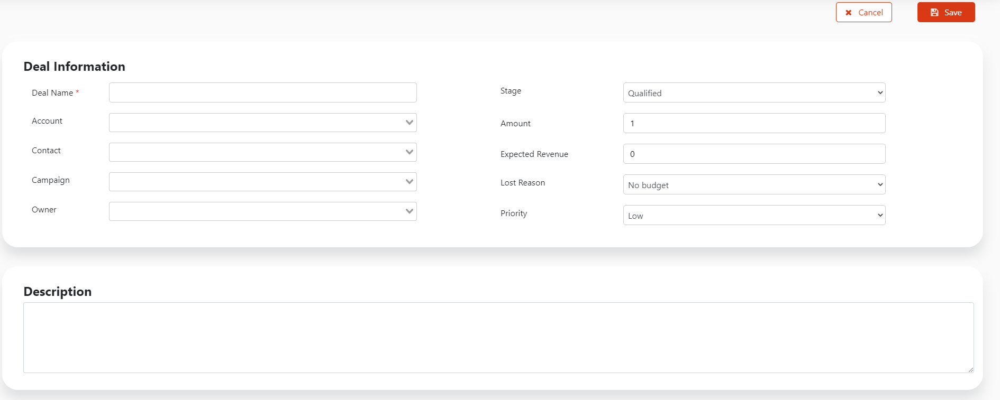 Cancel
Save
Deal Information
Deal Name *
Account
Contact
Campaign
Owner
Stage
Qualified
Amount
1
Expected Revenue
0
Lost Reason
No budget
Priority
Low
Description